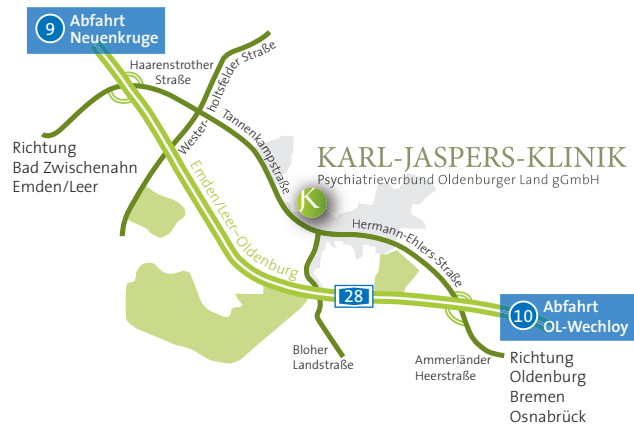 9
Abfahrt
Neuenkruge
Haarenstrother
Straße
Wester-holtsfelder Straße
Tannenkampstraße
Richtung
Bad Zwischenahn
Emden/Leer
KARL-JASPERS-KLINIK
Psychiatrieverbund Oldenburger Land gGmbH
JK
Emden/Leer–Oldenburg
Hermann-Ehlers-Straße
28
10
Abfahrt
OL-Wechloy
Bloher
Landstraße
Ammerländer
Heerstraße
Richtung
Oldenburg
Bremen
Osnabrück